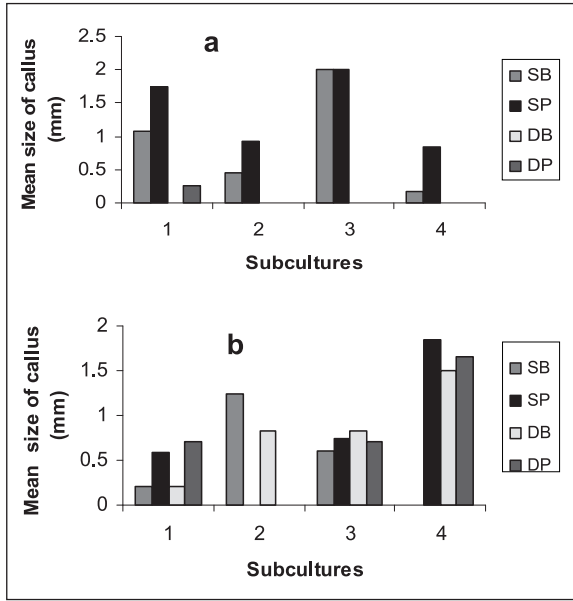 a
Mean size of callus
(mm)
2.5
2
1.5
1
0.5
0
1 2 3 4
Subcultures
SB
SP
DB
DP
b
Mean size of callus
(mm)
2
1.5
1
0.5
0
1 2 3 4
Subcultures
SB
SP
DB
DP